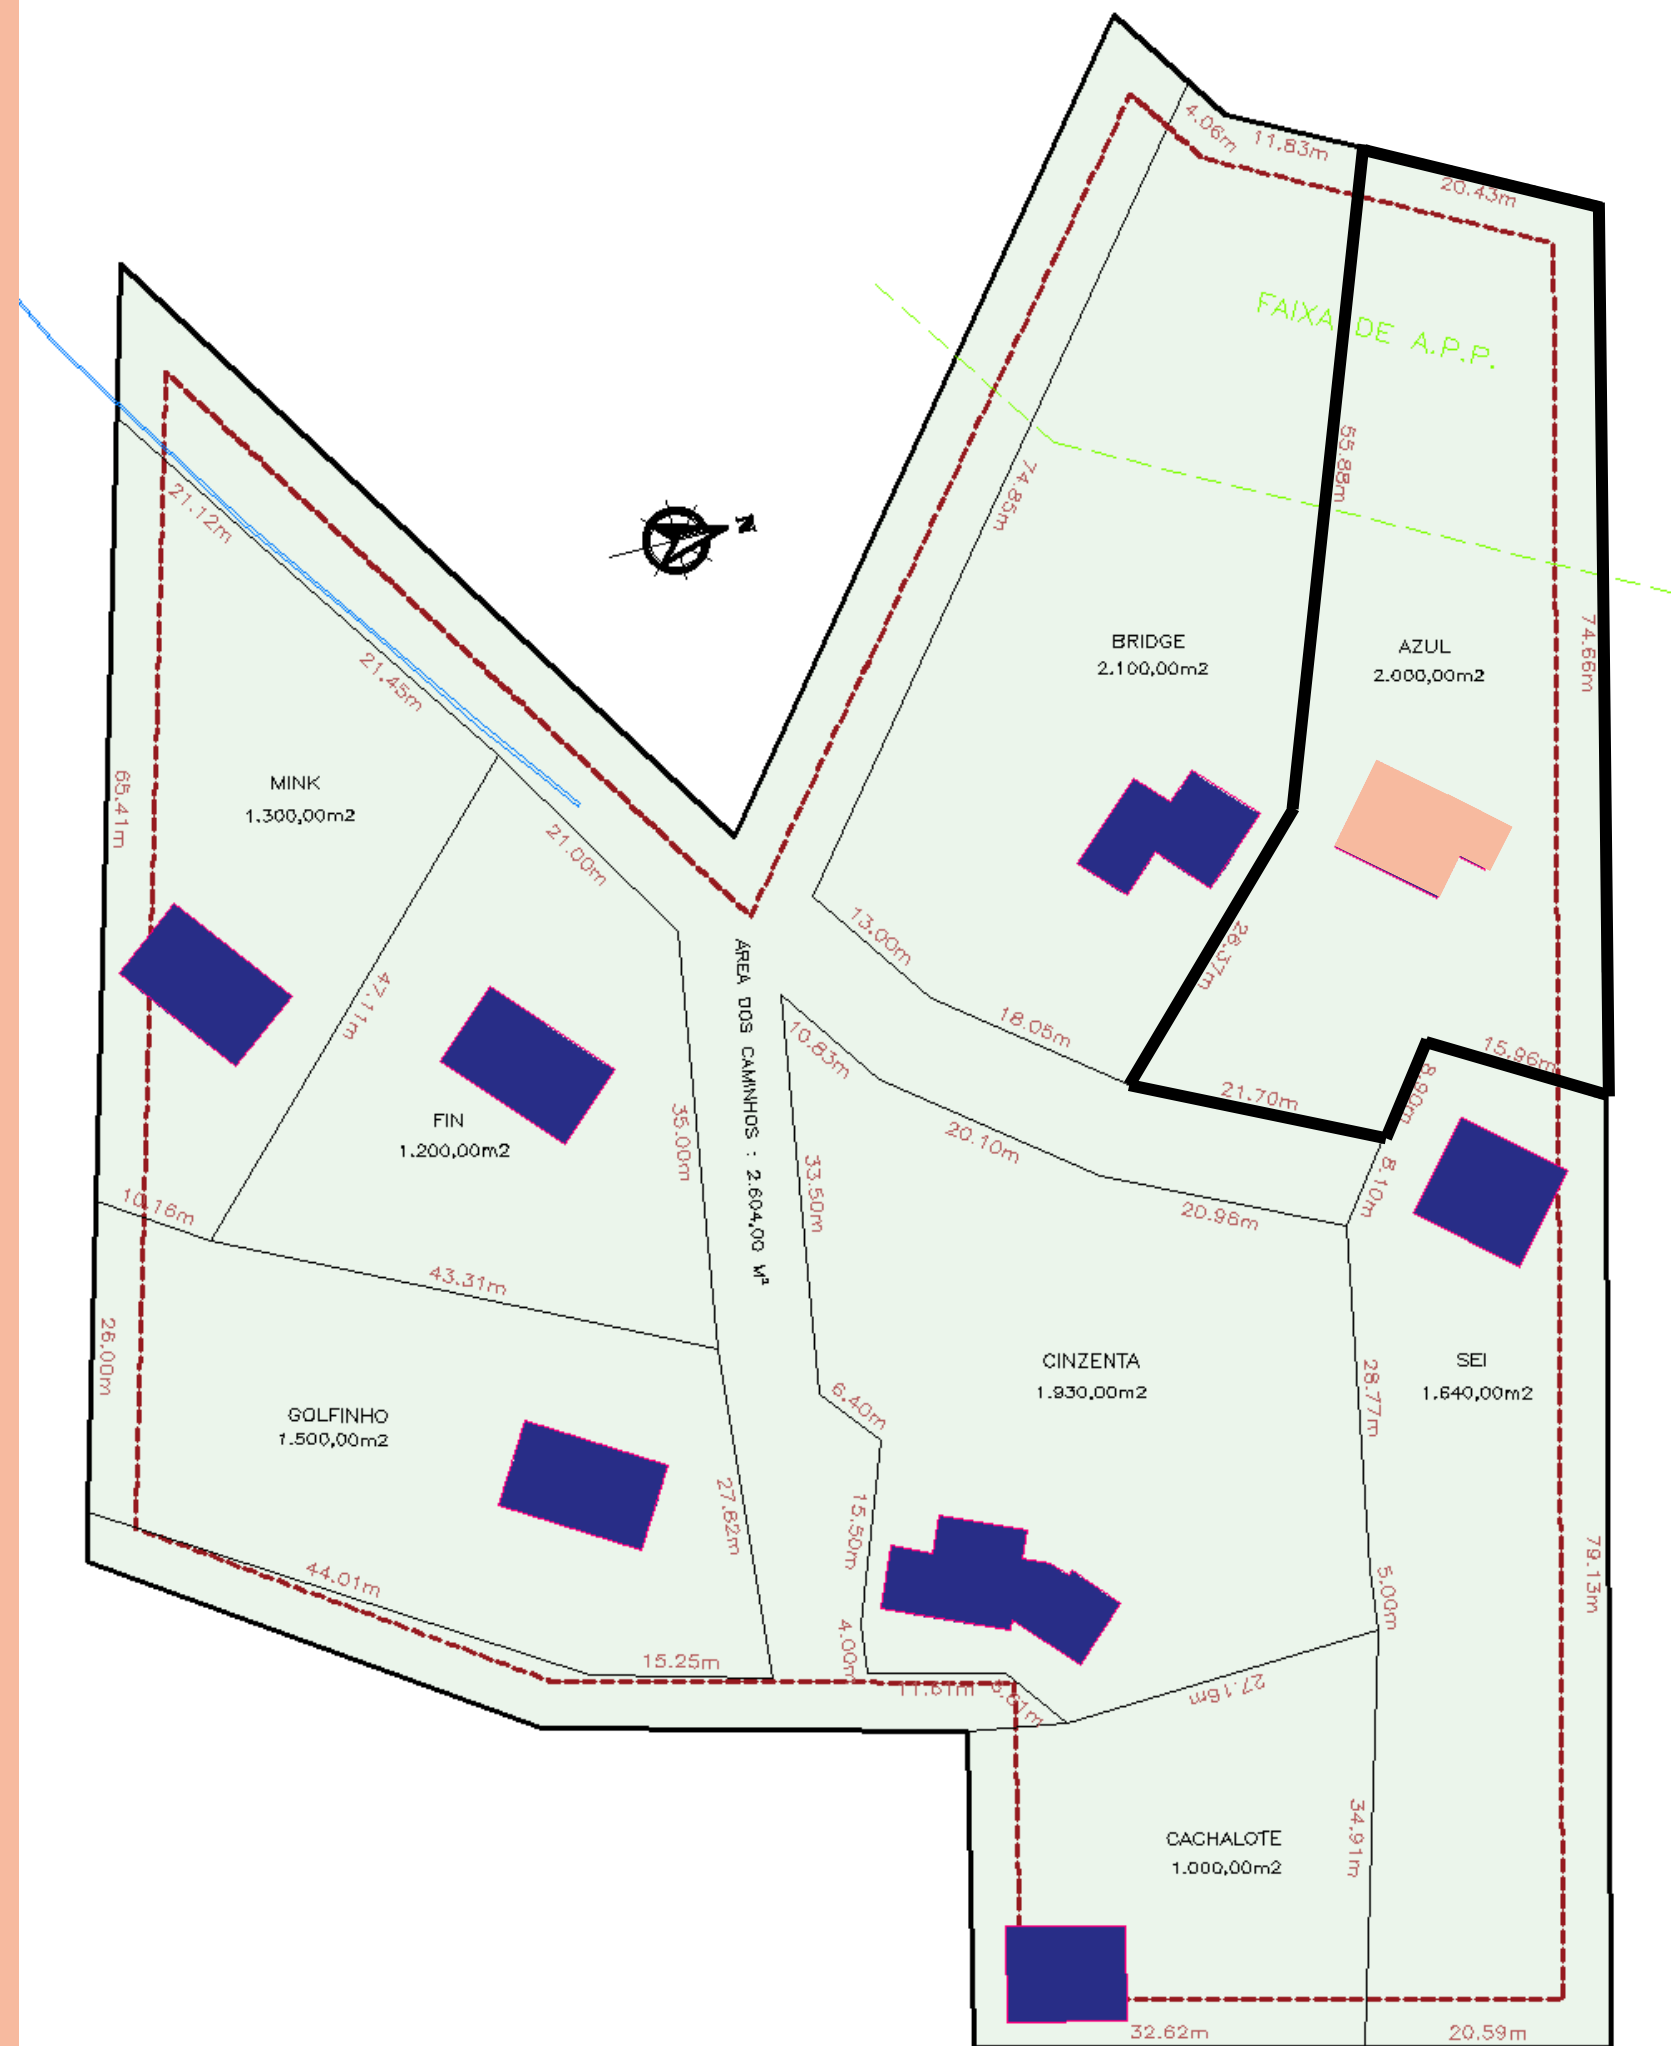 4.06m
11.83m
20.43m
FAIXA DE A.P.P.
55.88m
74.85m
21.12m
N
BRIDGE
2.100,00m2
AZUL
2.000,00m2
74.66m
21.45m
MINK
1.300,00m2
65.41m
21.00m
13.00m
26.37m
47.11m
AREA DOS CAMINHOS : 2.604,00 M²
18.05m
10.83m
15.96m
8.90m
21.70m
FIN
1.200,00m2
35.00m
20.10m
33.50m
8.10m
10.16m
20.96m
43.31m
26.00m
CINZENTA
1.930,00m2
SEI
1.640,00m2
28.77m
6.40m
GOLFINHO
1.500,00m2
27.82m
15.50m
79.13m
5.00m
44.01m
4.00m
15.25m
11.61m
27.16m
CACHALOTE
1.000,00m2
34.91m
32.62m
20.59m